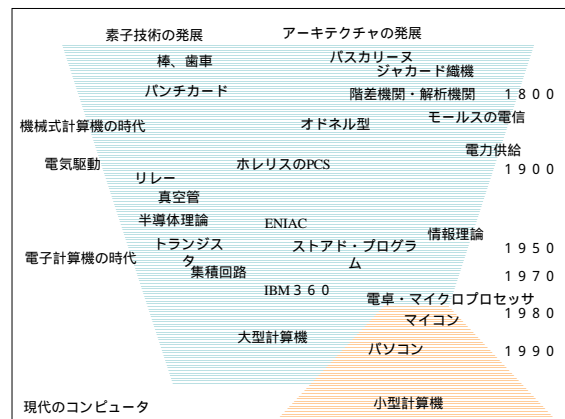 素子技術の発展
アーキテクチャの発展
棒、歯車
パスカリーヌ
ジャカード織機
パンチカード
階差機関・解析機関
１８００
機械式計算機の時代
オドネル型
モールスの電信
電気駆動
ホレリスのPCS
電力供給
１９００
リレー
真空管
半導体理論
ENIAC
情報理論
トランジス
タ
ストアド・プログラ
ム
１９５０
電子計算機の時代
集積回路
１９７０
IBM３６０
電卓・マイクロプロセッサ
１９８０
マイコン
大型計算機
パソコン
１９９０
現代のコンピュータ
小型計算機